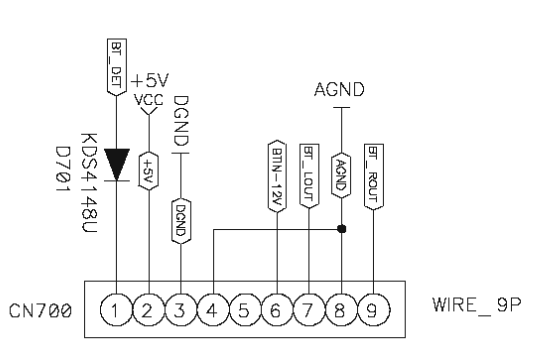 BT_DET
+5V
VCC
DGND
AGND
KDS4148U
D701
+5V
DGND
BTIN-12V
BT_LOUT
AGND
BT_ROUT
CN700
1 2 3 4 5 6 7 8 9
WIRE_9P